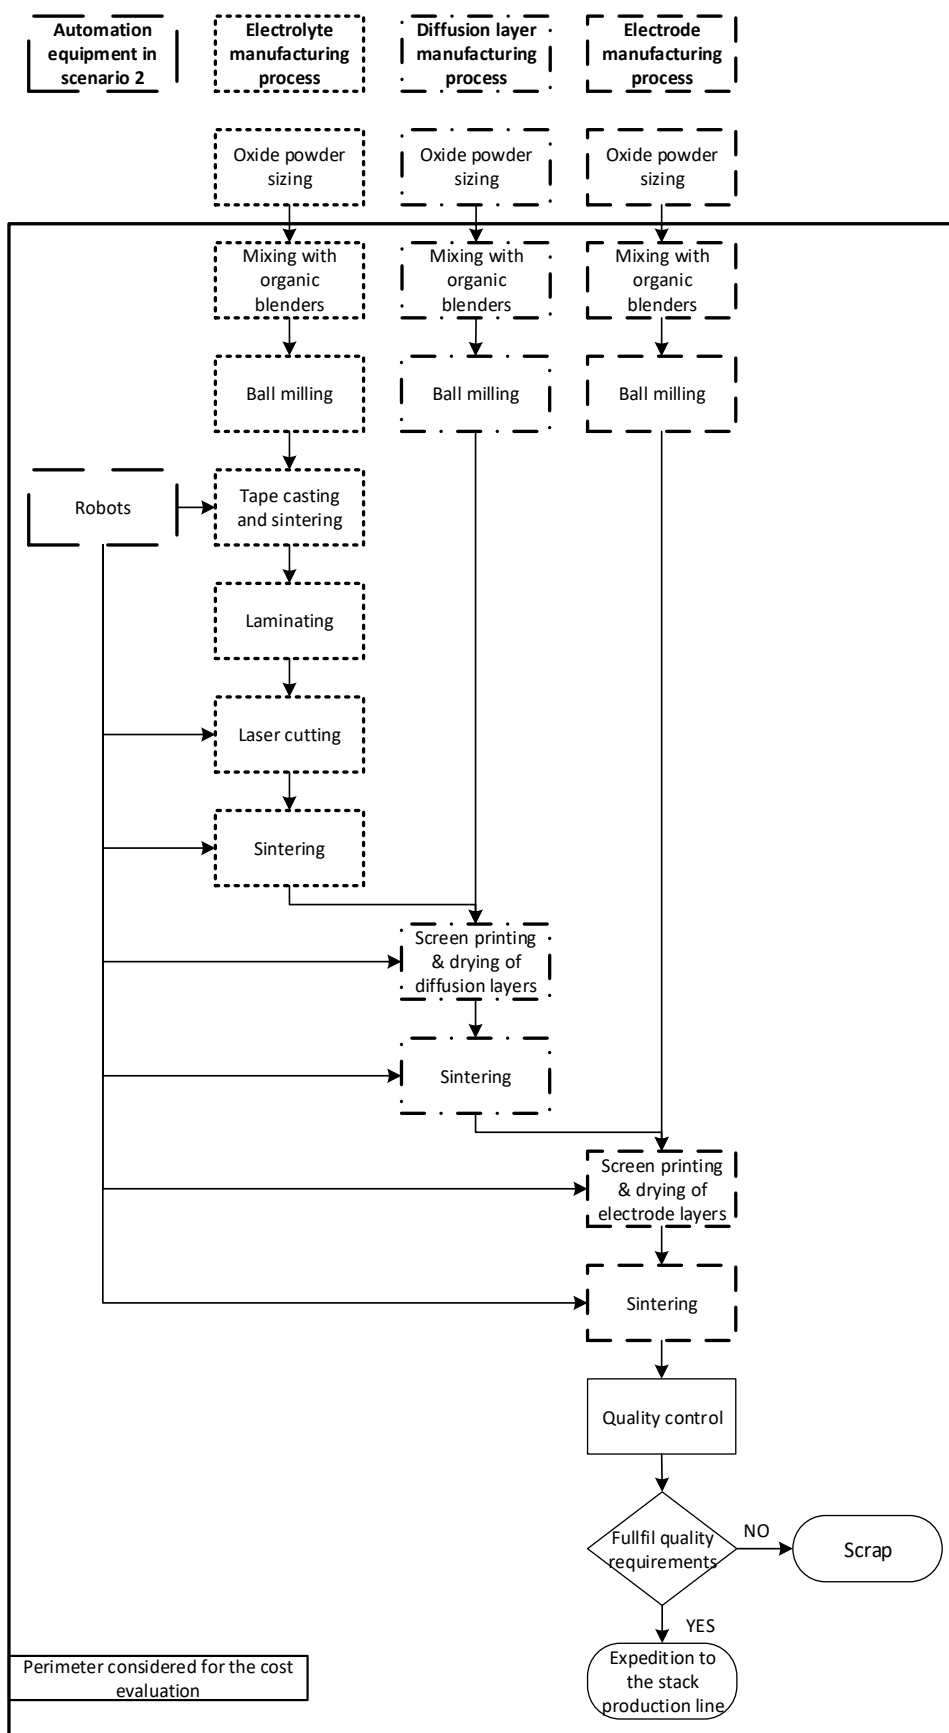 Automation
equipment in
scenario 2
Electrolyte
manufacturing
process
Diffusion layer
manufacturing
process
Electrode
manufacturing
process
Oxide powder
sizing
Oxide powder
sizing
Oxide powder
sizing
Mixing with
organic
blenders
Mixing with
organic
blenders
Mixing with
organic
blenders
Ball milling
Ball milling
Ball milling
Robots
Tape casting
and sintering
Laminating
Laser cutting
Sintering
Screen printing
& drying of
diffusion layers
Sintering
Screen printing
& drying of
electrode layers
Sintering
Quality control
Fullfil quality
requirements
NO
Scrap
YES
Expedition to
the stack
production line
Perimeter considered for the cost
evaluation